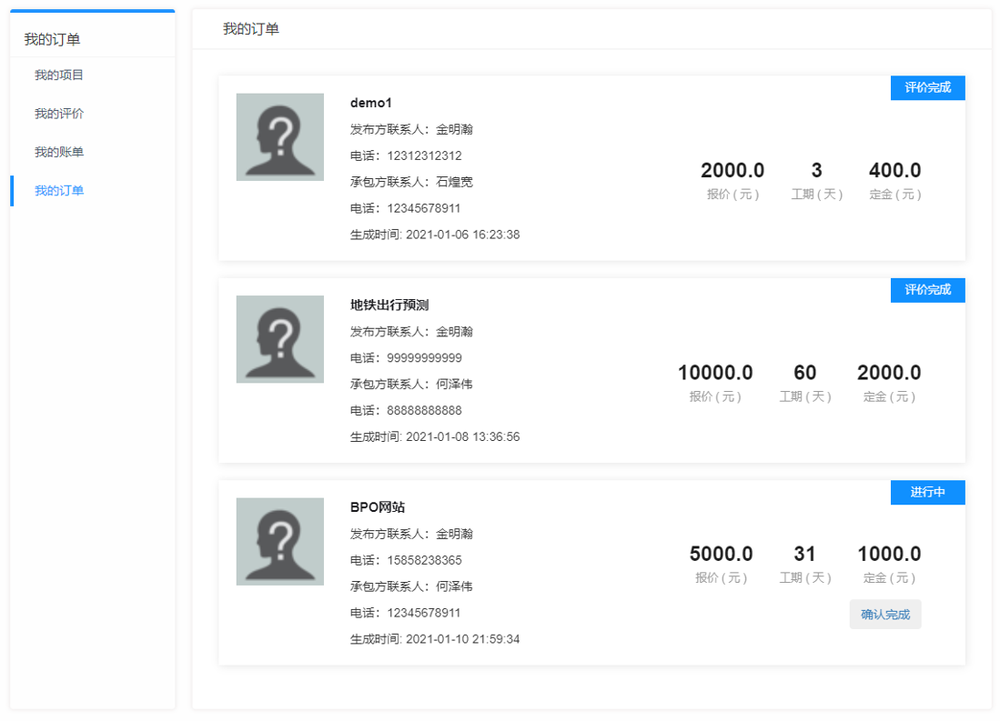 我的订单
我的项目
我的评价
我的账单
我的订单
我的订单
评价完成
demo1
发布方联系人：金明瀚
电话：12312312312
承包方联系人：石煌宽
电话：12345678911
生成时间: 2021-01-06 16:23:38
2000.0 3 400.0
报价 ( 元 ) 工期 ( 天 ) 定金 ( 元 )
评价完成
地铁出行预测
发布方联系人：金明瀚
电话：99999999999
承包方联系人：何泽伟
电话：88888888888
生成时间: 2021-01-08 13:36:56
10000.0 60 2000.0
报价 ( 元 ) 工期 ( 天 ) 定金 ( 元 )
进行中
BPO网站
发布方联系人：金明瀚
电话：15858238365
承包方联系人：何泽伟
电话：12345678911
生成时间: 2021-01-10 21:59:34
5000.0 31 1000.0
报价 ( 元 ) 工期 ( 天 ) 定金 ( 元 )
确认完成